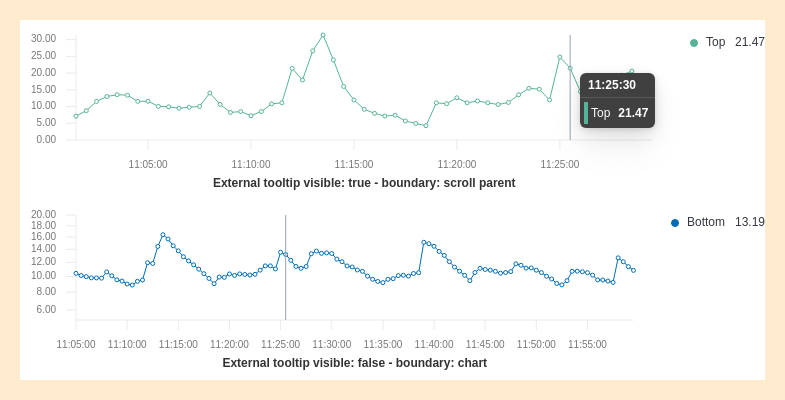 30.00
25.00
20.00
15.00
10.00
5.00
0.00
11:05:00 11:10:00 11:15:00 11:20:00 11:25:00
External tooltip visible: true - boundary: scroll parent
Top 21.47
11:25:30
Top 21.47
20.00
18.00
16.00
14.00
12.00
10.00
8.00
6.00
11:05:00 11:10:00 11:15:00 11:20:00 11:25:00 11:30:00 11:35:00 11:40:00 11:45:00 11:50:00 11:55:00
External tooltip visible: false - boundary: chart
Bottom 13.19